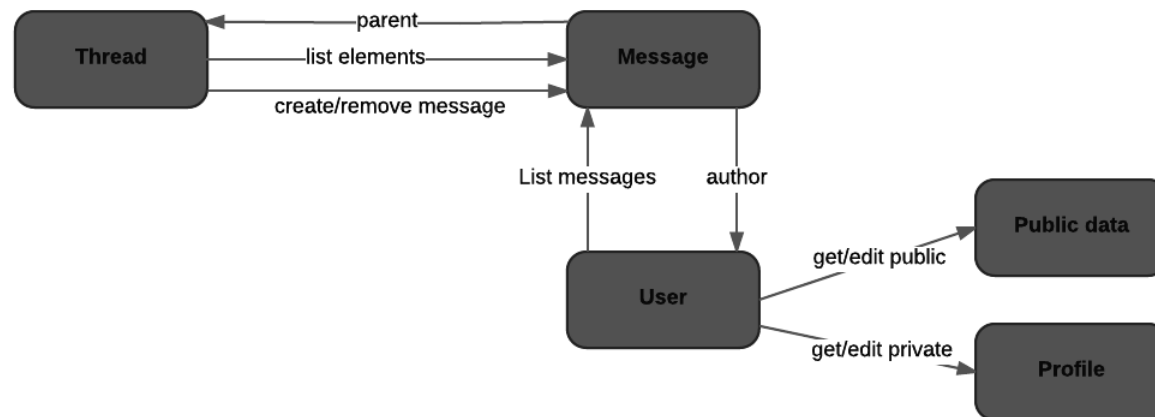 parent
Thread
list elements
Message
create/remove message
List messages
author
Public data
get/edit public
User
get/edit private
Profile